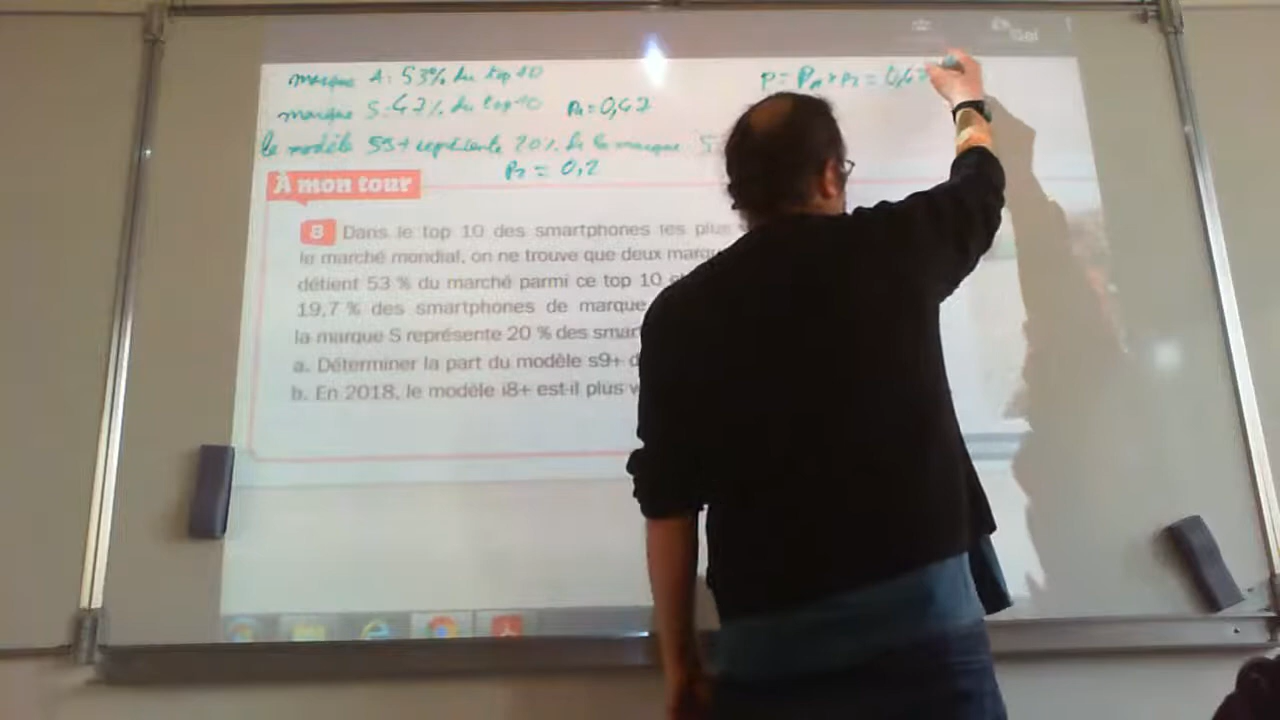 marque A : 53% du top 10
marque S : 47% du top 10 P₁ = 0,47
le modèle S9+ représente 20% de la marque S
P₂ = 0,2
P = P₁ × P₂ = 0,47
À mon tour
8 Dans le top 10 des smartphones les plus
le marché mondial, on ne trouve que deux
détient 53 % du marché parmi ce top 10
19,7 % des smartphones de marque
la marque S représente 20 % des
a. Déterminer la part du modèle s9+
b. En 2018, le modèle i8+ est-il plus